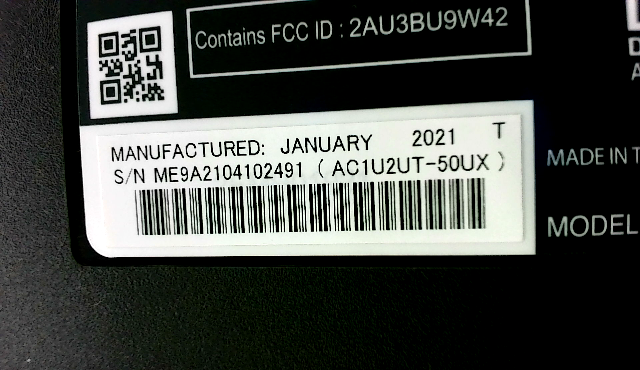 Contains FCC ID : 2AU3BU9W42
MANUFACTURED: JANUARY 2021 T
S/N ME9A2104102491 ( AC1U2UT-50UX )
MADE IN
MODEL